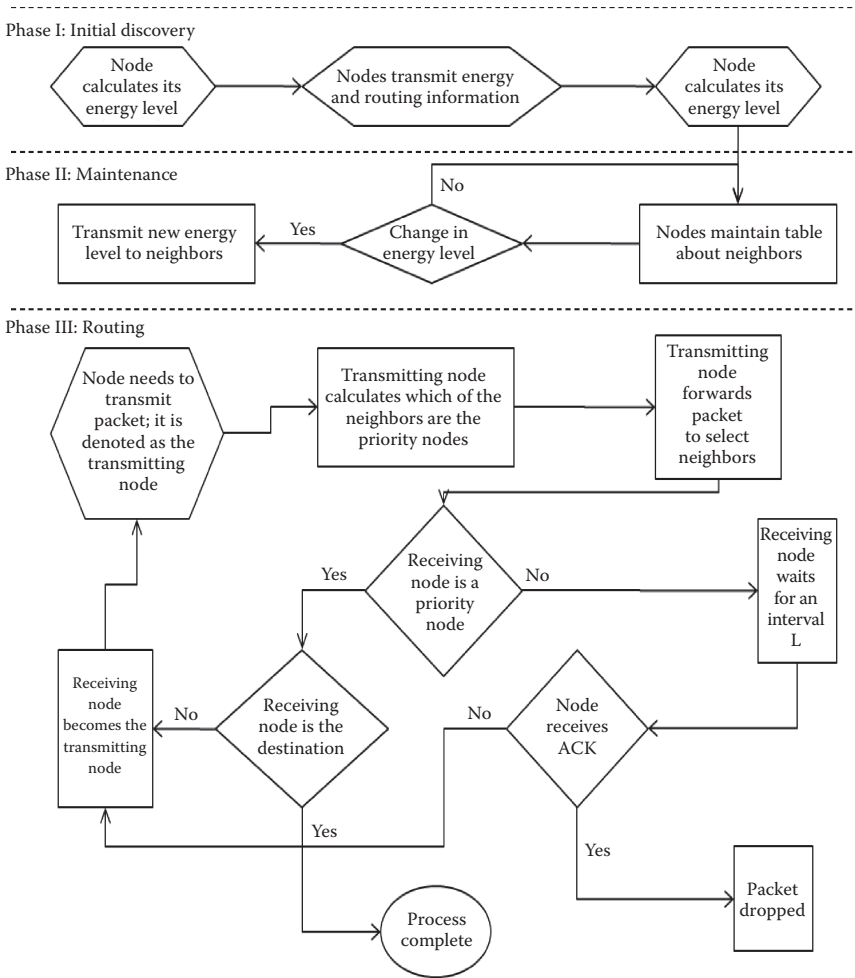 Phase I: Initial discovery
Node
calculates its
energy level
Nodes transmit energy
and routing information
Node
calculates its
energy level
Phase II: Maintenance
No
Transmit new energy
level to neighbors
Yes
Change in
energy level
Nodes maintain table
about neighbors
Phase III: Routing
Node needs to
transmit
packet; it is
denoted as the
transmitting
node
Transmitting node
calculates which of the
neighbors are the
priority nodes
Transmitting
node
forwards
packet
to select
neighbors
Receiving
node is a
priority
node
Yes
No
Receiving
node
waits
for an
interval
L
Receiving
node
becomes the
transmitting
node
No
Receiving
node is the
destination
No
Node
receives
ACK
Yes
Yes
Process
complete
Packet
dropped